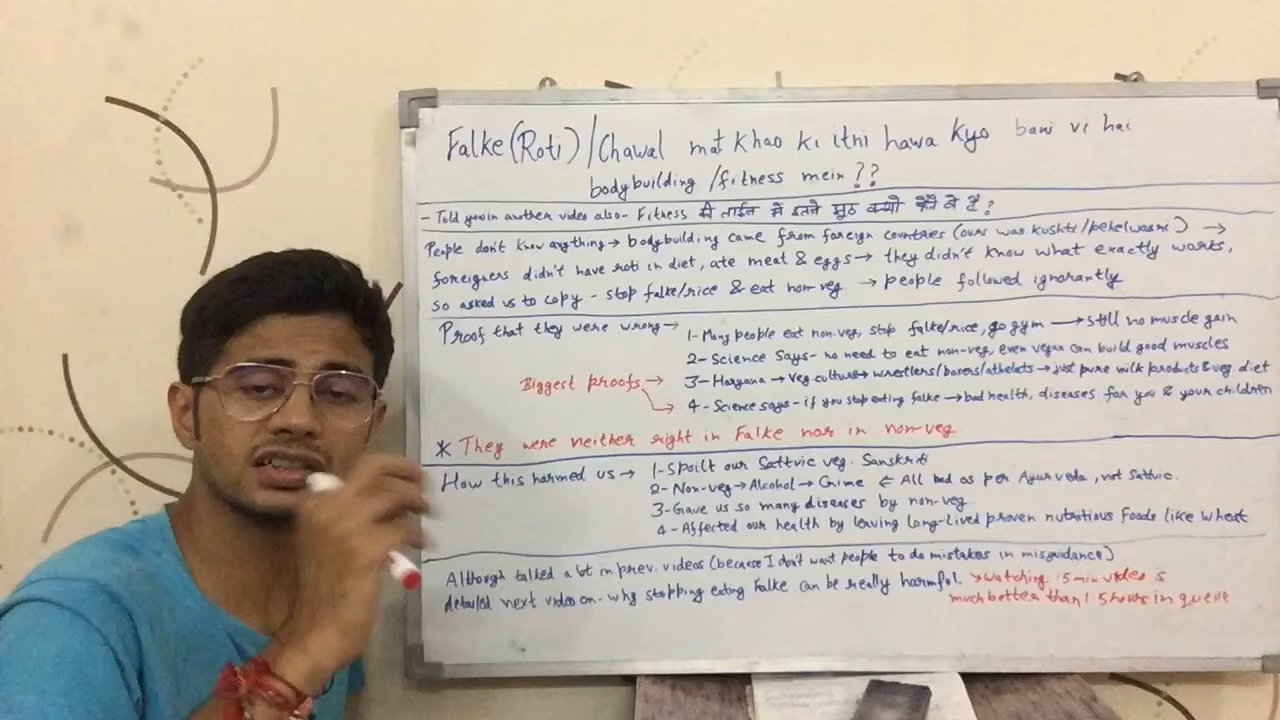 Falke(Roti)/Chawal mat khao ki itni hawa kyo bani vi hai
bodybuilding /fitness mein??
- Told you in another video also - Fitness की लाईन में इतने झूठ क्यों फैले वे हैं?
People don't know anything → bodybuilding came from foreign countries (ours was kushti/pehelwaani) →
foreigners didn't have roti in diet, ate meat & eggs → they didn't know what exactly works,
so asked us to copy - stop falke/rice & eat non-veg. → people followed ignorantly
Proof that they were wrong →
1- Many people eat non-veg, stop falke/rice, go gym → still no muscle gain
2- Science Says - no need to eat non-veg, even vegan can build good muscles
Biggest proofs →
3- Haryana → veg. culture → wrestlers/boxers/athelets → just pure milk products & veg diet
4- Science says - if you stop eating falke → bad health, diseases for you & your children
* They were neither right in Falke nor in non-veg
How this harmed us →
1- Spoilt our Sattvic veg. Sanskriti
2- Non-veg → Alcohol → Crime ← All bad as per Ayurveda, not Sattvic.
3- Gave us so many diseases by non-veg.
4- Affected our health by leaving long-lived proven nutritious foods like wheat
Although talked a lot in prev. videos (because I don't want people to do mistakes in misguidance)
detailed next video on - why stopping eating Falke can be really harmful. → watching 15 min video is
much better than 15 hours in queue